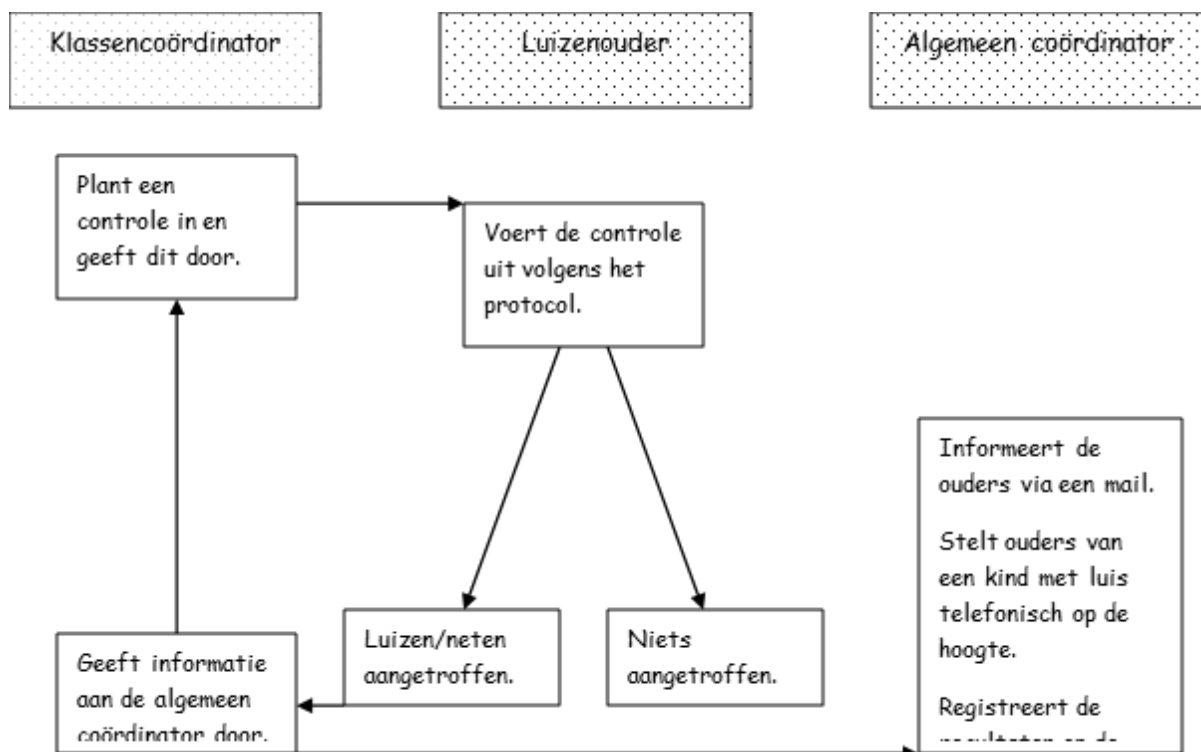 Klassencoördinator
Luizenouder
Algemeen coördinator
Plant een
controle in en
geeft dit door.
Voert de controle
uit volgens het
protocol.
Luizen/neten
aangetroffen.
Niets
aangetroffen.
Geeft informatie
aan de algemeen
coördinator door.
Informeert de
ouders via een mail.
Stelt ouders van
een kind met luis
telefonisch op de
hoogte.
Registreert de